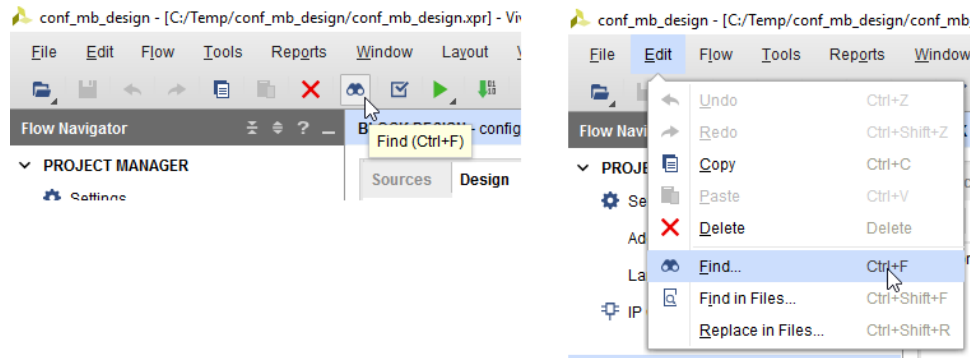 conf_mb_design - [C:/Temp/conf_mb_design/conf_mb_design.xpr] - Viv
File Edit Flow Tools Reports Window Layout
Find (Ctrl+F)
Flow Navigator
BLOCK DESIGN - config
PROJECT MANAGER
Settings
Sources Design
conf_mb_design - [C:/Temp/conf_mb_design/conf_mb_
File Edit Flow Tools Reports Window
Flow Navi
PROJE
Se
Ad
La
IP
Undo Ctrl+Z
Redo Ctrl+Shift+Z
Copy Ctrl+C
Paste Ctrl+V
Delete Delete
Find... Ctrl+F
Find in Files... Ctrl+Shift+F
Replace in Files... Ctrl+Shift+R